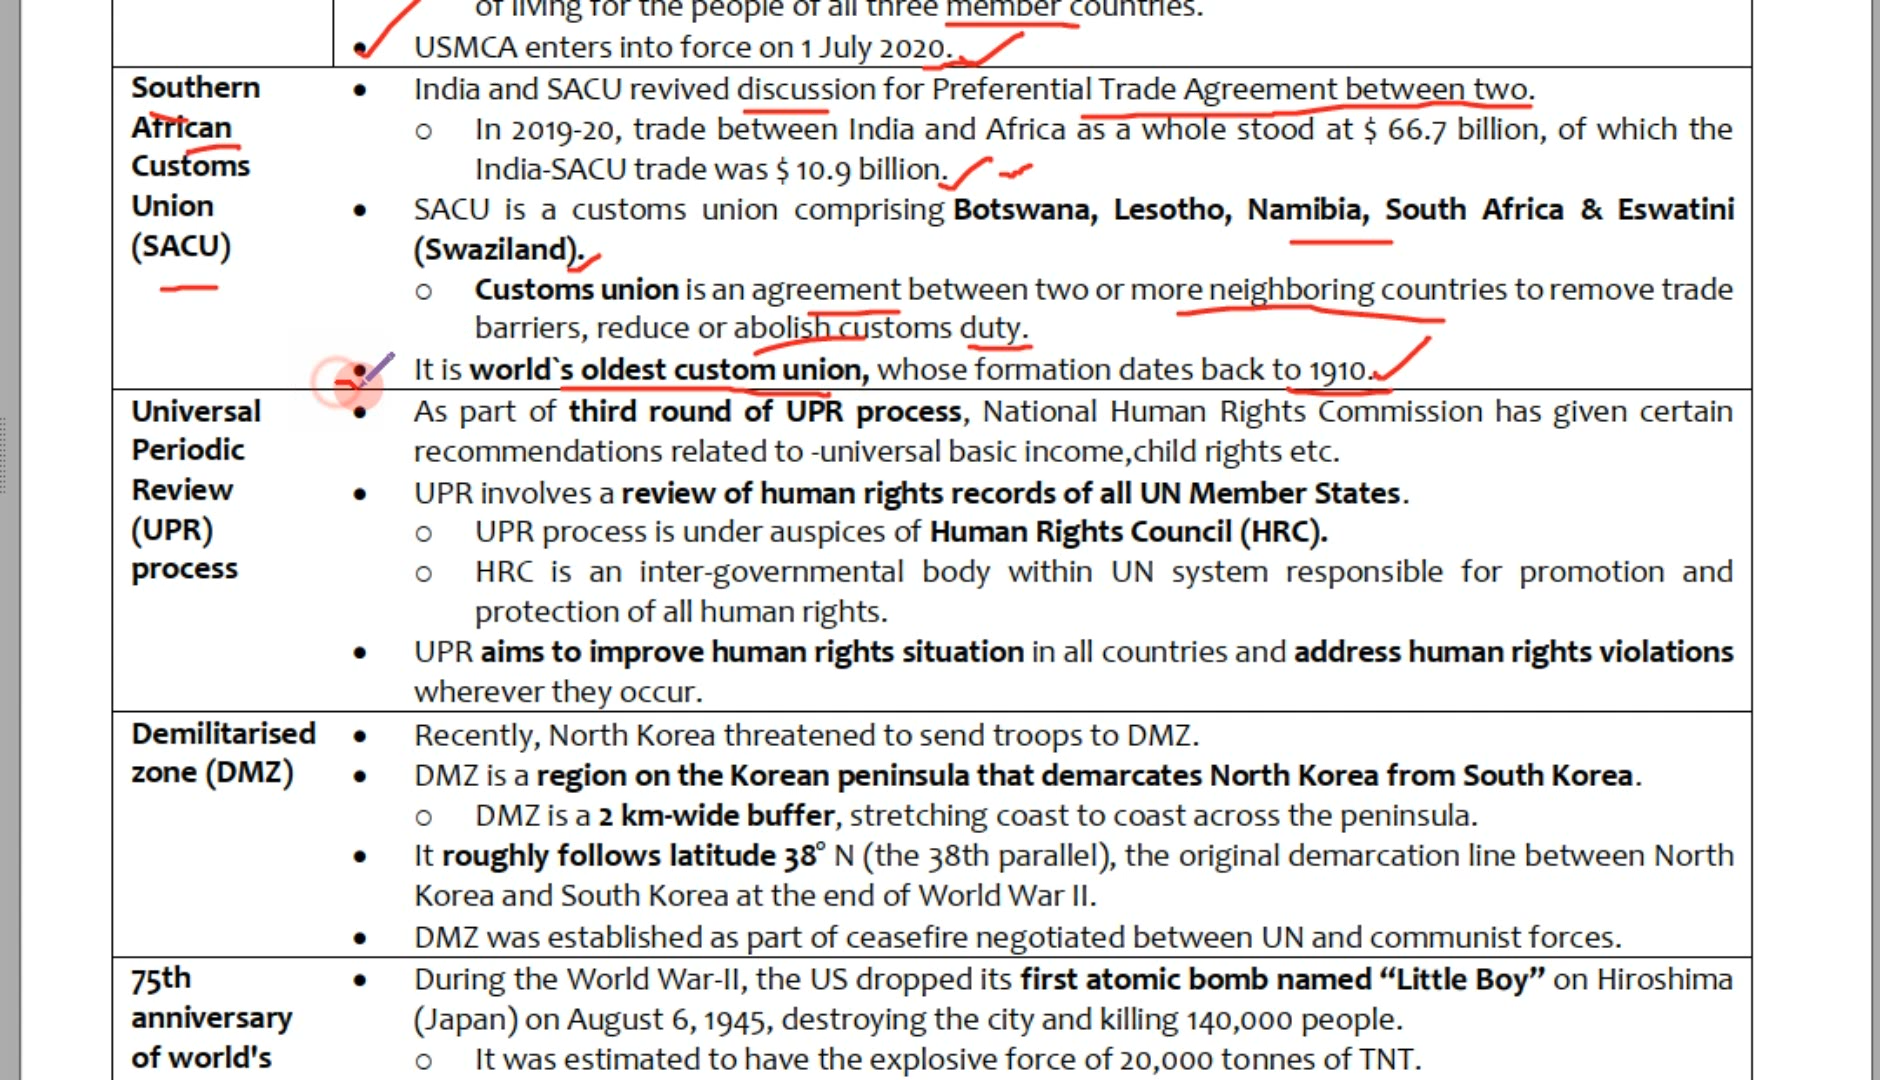 of living for the people of all three member countries.
USMCA enters into force on 1 July 2020.
Southern
African
Customs
Union
(SACU)
• India and SACU revived discussion for Preferential Trade Agreement between two.
o In 2019-20, trade between India and Africa as a whole stood at $ 66.7 billion, of which the
India-SACU trade was $ 10.9 billion.
• SACU is a customs union comprising Botswana, Lesotho, Namibia, South Africa & Eswatini
(Swaziland).
o Customs union is an agreement between two or more neighboring countries to remove trade
barriers, reduce or abolish customs duty.
• It is world`s oldest custom union, whose formation dates back to 1910.
Universal
Periodic
Review
(UPR)
process
• As part of third round of UPR process, National Human Rights Commission has given certain
recommendations related to -universal basic income,child rights etc.
• UPR involves a review of human rights records of all UN Member States.
o UPR process is under auspices of Human Rights Council (HRC).
o HRC is an inter-governmental body within UN system responsible for promotion and
protection of all human rights.
• UPR aims to improve human rights situation in all countries and address human rights violations
wherever they occur.
Demilitarised
zone (DMZ)
• Recently, North Korea threatened to send troops to DMZ.
• DMZ is a region on the Korean peninsula that demarcates North Korea from South Korea.
o DMZ is a 2 km-wide buffer, stretching coast to coast across the peninsula.
• It roughly follows latitude 38° N (the 38th parallel), the original demarcation line between North
Korea and South Korea at the end of World War II.
• DMZ was established as part of ceasefire negotiated between UN and communist forces.
75th
anniversary
of world's
• During the World War-II, the US dropped its first atomic bomb named “Little Boy” on Hiroshima
(Japan) on August 6, 1945, destroying the city and killing 140,000 people.
o It was estimated to have the explosive force of 20,000 tonnes of TNT.